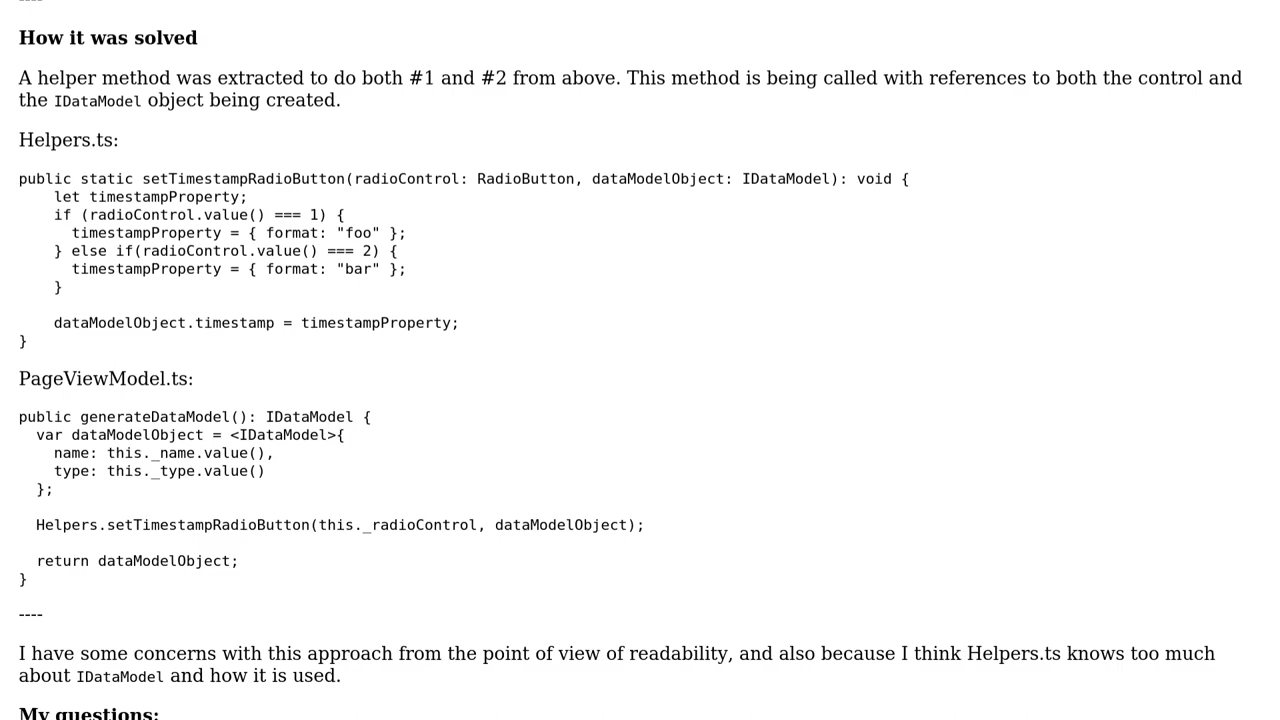 ----
How it was solved
A helper method was extracted to do both #1 and #2 from above. This method is being called with references to both the control and
the IDataModel object being created.
Helpers.ts:
public static setTimestampRadioButton(radioControl: RadioButton, dataModelObject: IDataModel): void {
    let timestampProperty;
    if (radioControl.value() === 1) {
      timestampProperty = { format: "foo" };
    } else if(radioControl.value() === 2) {
      timestampProperty = { format: "bar" };
    }
    dataModelObject.timestamp = timestampProperty;
}
PageViewModel.ts:
public generateDataModel(): IDataModel {
  var dataModelObject = <IDataModel>{
    name: this._name.value(),
    type: this._type.value()
  };
  Helpers.setTimestampRadioButton(this._radioControl, dataModelObject);
  return dataModelObject;
}
----
I have some concerns with this approach from the point of view of readability, and also because I think Helpers.ts knows too much
about IDataModel and how it is used.
My questions: